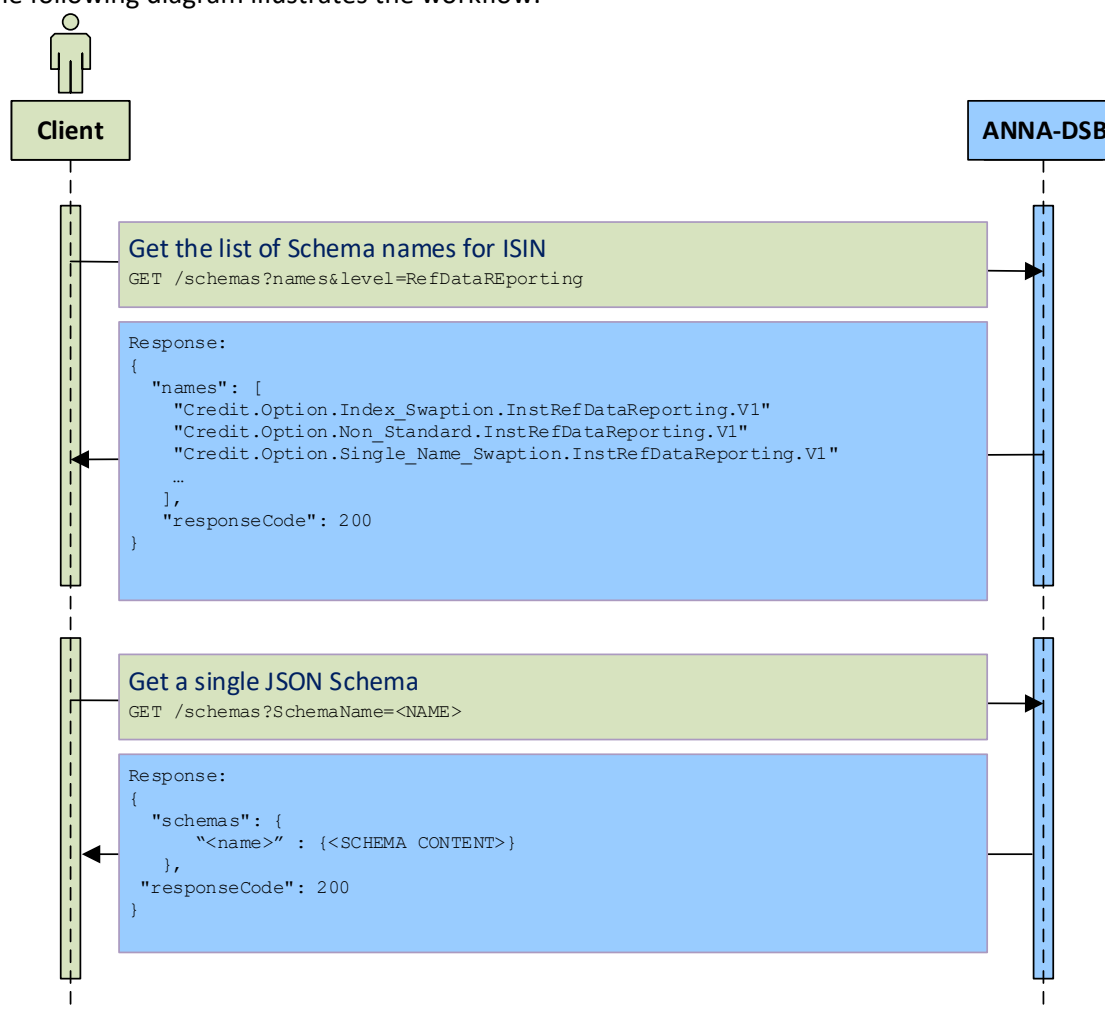 he following diagram illustrates the workflow:
Client
ANNA-DSB
Get the list of Schema names for ISIN
GET /schemas?names&level=RefDataREporting
Response:
{
"names": [
"Credit.Option.Index_Swaption.InstRefDataReporting.V1"
"Credit.Option.Non_Standard.InstRefDataReporting.V1"
"Credit.Option.Single_Name_Swaption.InstRefDataReporting.V1"
…
],
"responseCode": 200
}
Get a single JSON Schema
GET /schemas?SchemaName=<NAME>
Response:
{
"schemas": {
“<name>” : {<SCHEMA CONTENT>}
},
"responseCode": 200
}